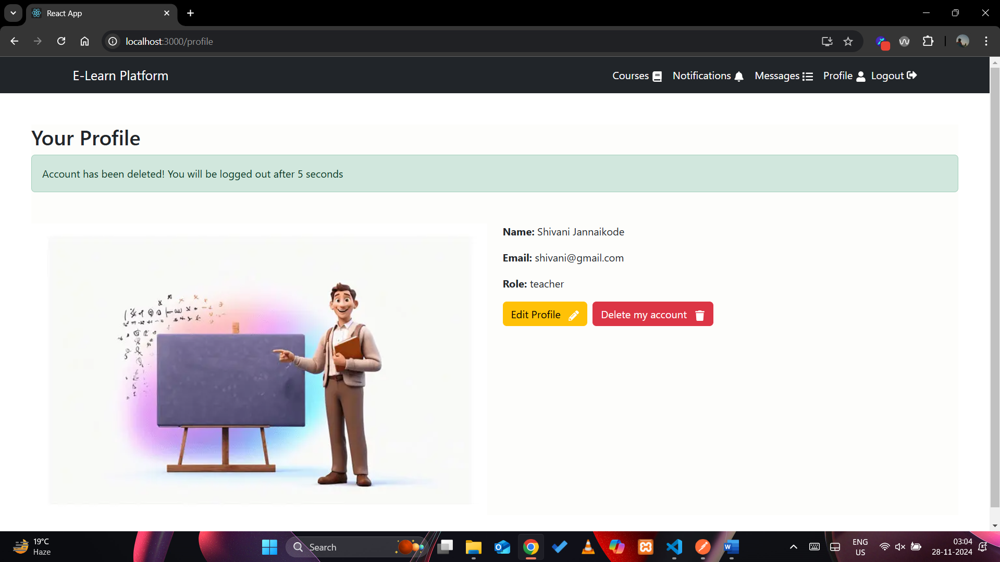 React App
localhost:3000/profile
E-Learn Platform
Courses Notifications Messages Profile Logout
Your Profile
Account has been deleted! You will be logged out after 5 seconds
Name: Shivani Jannaikode
Email: shivani@gmail.com
Role: teacher
Edit Profile Delete my account
19°C
Haze
Search
ENG
US
03:04
28-11-2024